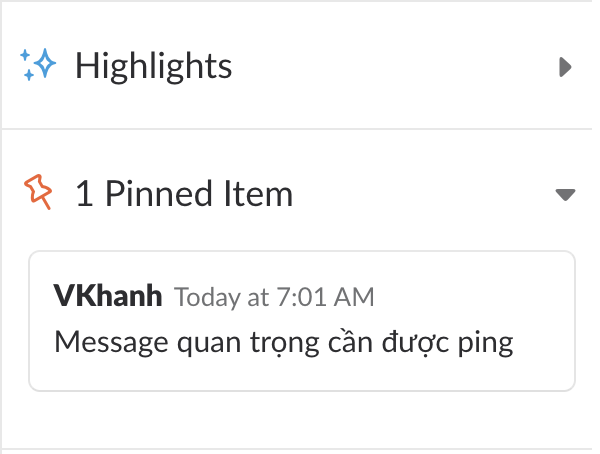 Highlights
1 Pinned Item
VKhanh Today at 7:01 AM
Message quan trọng cần được ping